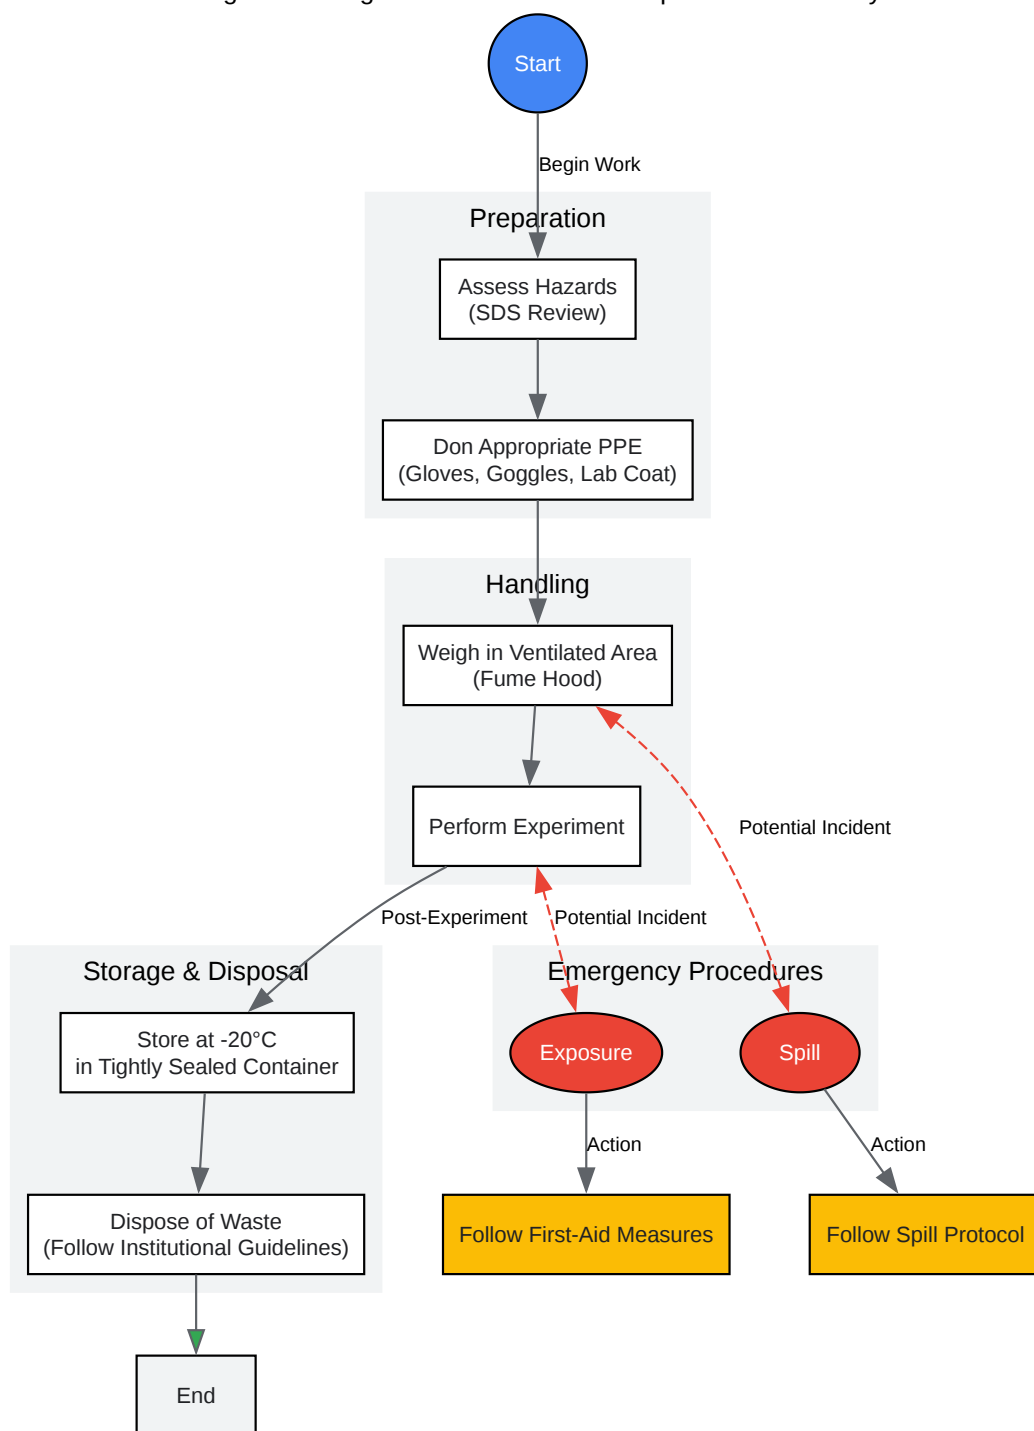 Start
Begin Work
Preparation
Assess Hazards
(SDS Review)
Don Appropriate PPE
(Gloves, Goggles, Lab Coat)
Handling
Weigh in Ventilated Area
(Fume Hood)
Perform Experiment
Potential Incident
Post-Experiment
Potential Incident
Storage & Disposal
Emergency Procedures
Store at -20°C
in Tightly Sealed Container
Exposure
Spill
Action
Action
Dispose of Waste
(Follow Institutional Guidelines)
Follow First-Aid Measures
Follow Spill Protocol
End